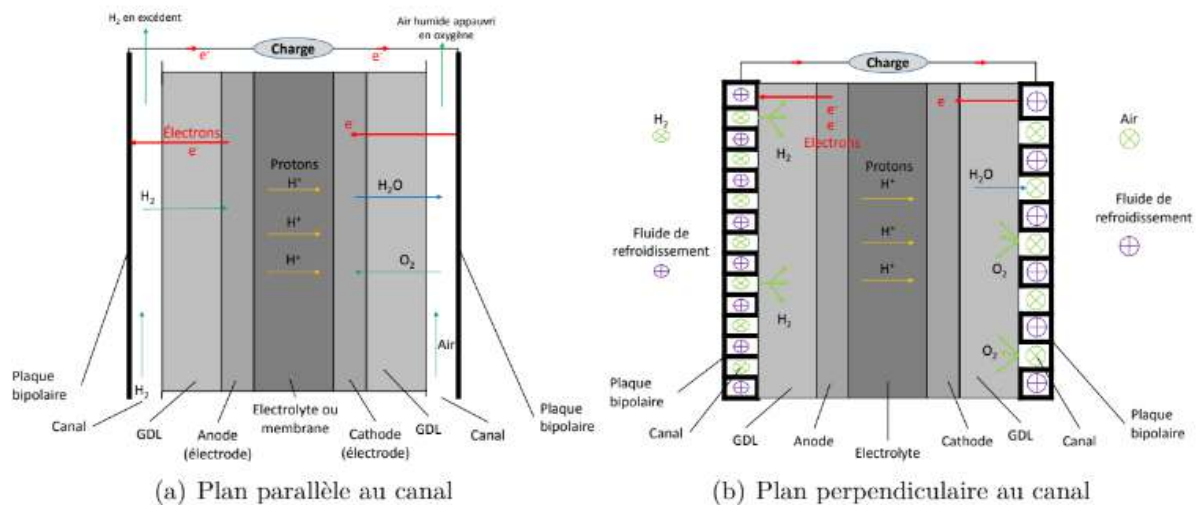 H₂ en excédent
Air humide appauvri
en oxygène
Charge
e⁻
e⁻
Électrons
e⁻
e⁻
Protons
H⁺
H⁺
H⁺
H₂
H₂O
O₂
Air
H₂
Plaque
bipolaire
Canal
GDL
Anode
(électrode)
Electrolyte ou
membrane
Cathode
(électrode)
GDL
Canal
Plaque
bipolaire
(a) Plan parallèle au canal
Charge
H₂
Fluide de
refroidissement
e⁻
e⁻
Electrons
e⁻
H₂
Protons
H⁺
H⁺
H⁺
H₂O
O₂
H₂
O₂
Air
Fluide de
refroidissement
Plaque
bipolaire
Canal
GDL
Anode
Electrolyte
Cathode
GDL
Canal
Plaque
bipolaire
(b) Plan perpendiculaire au canal